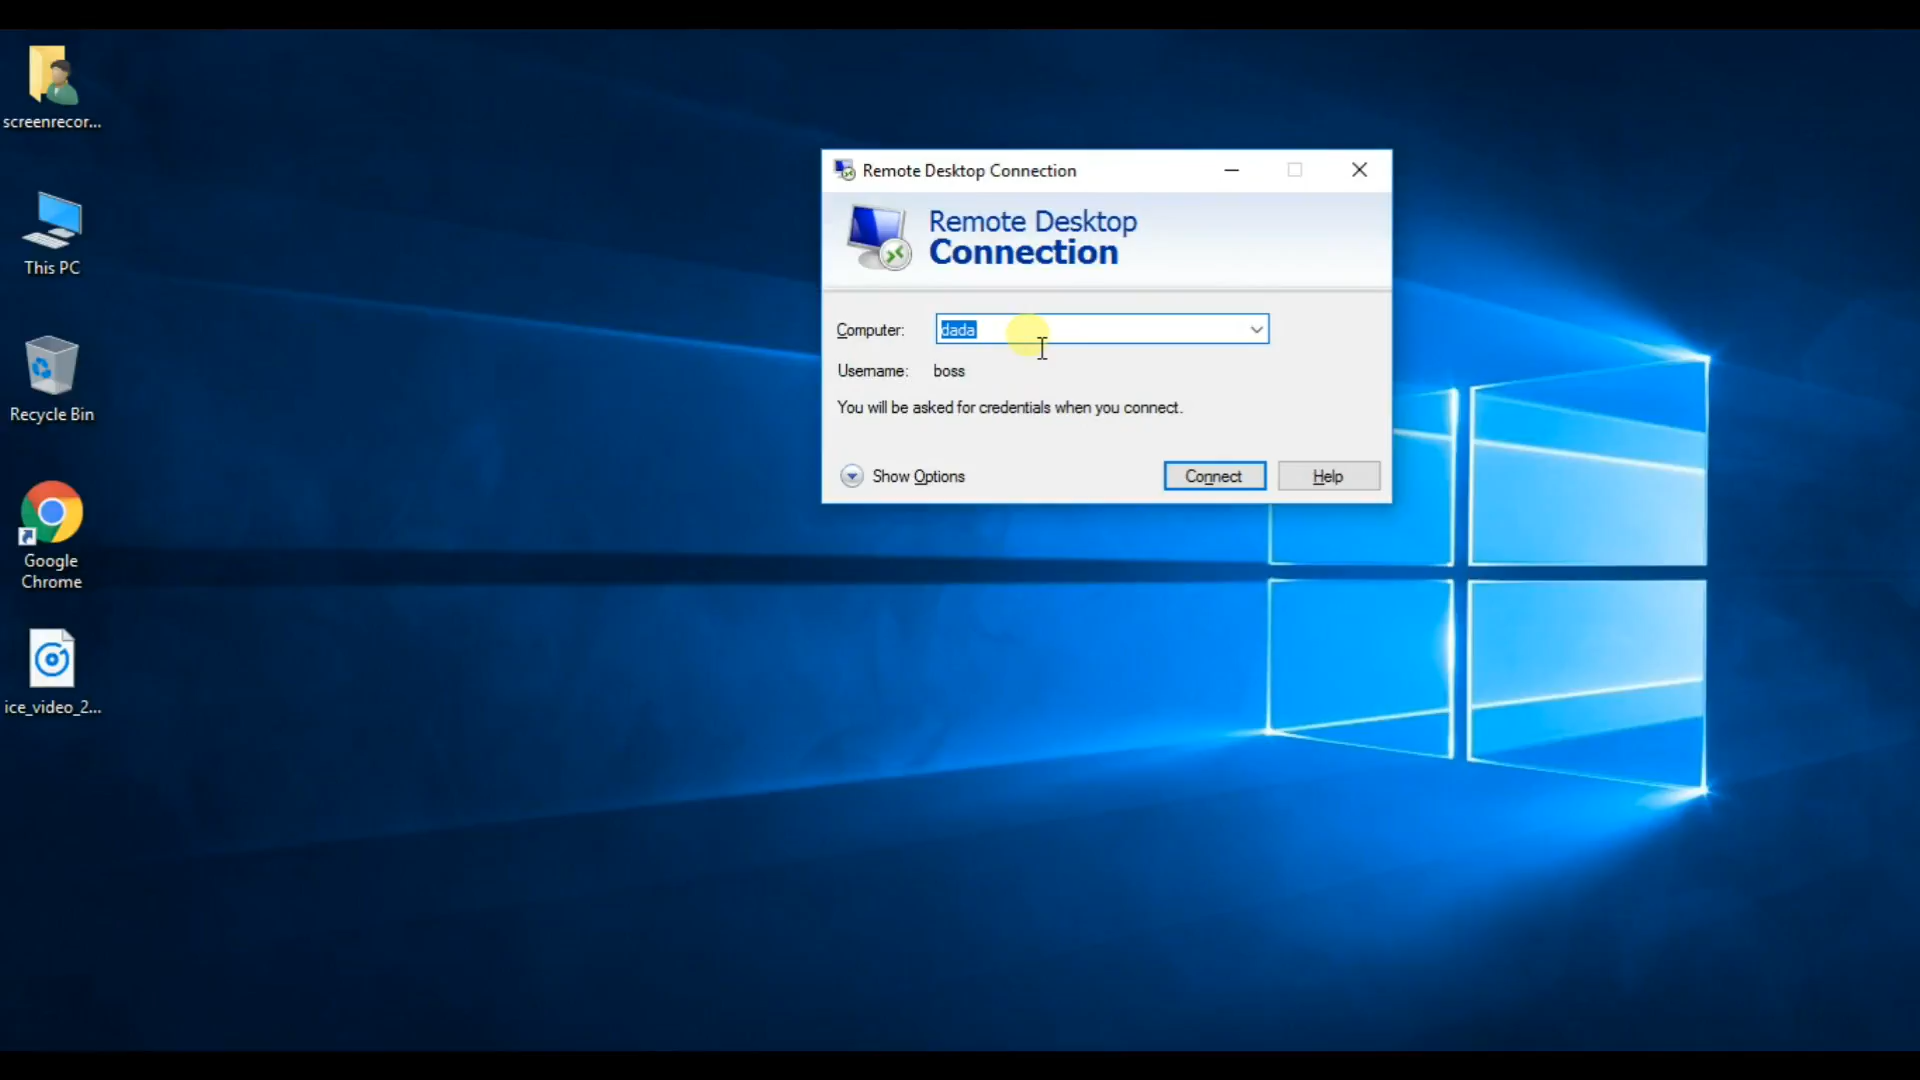 screenrecor...
This PC
Recycle Bin
Google
Chrome
ice_video_2...
Remote Desktop Connection
Remote Desktop
Connection
Computer: dada
Username: boss
You will be asked for credentials when you connect.
Show Options
Connect
Help